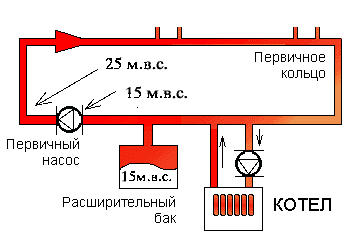 Первичное
кольцо
25 м.в.с.
15 м.в.с.
Первичный
насос
15м.в.с.
Расширительный
бак
КОТЕЛ